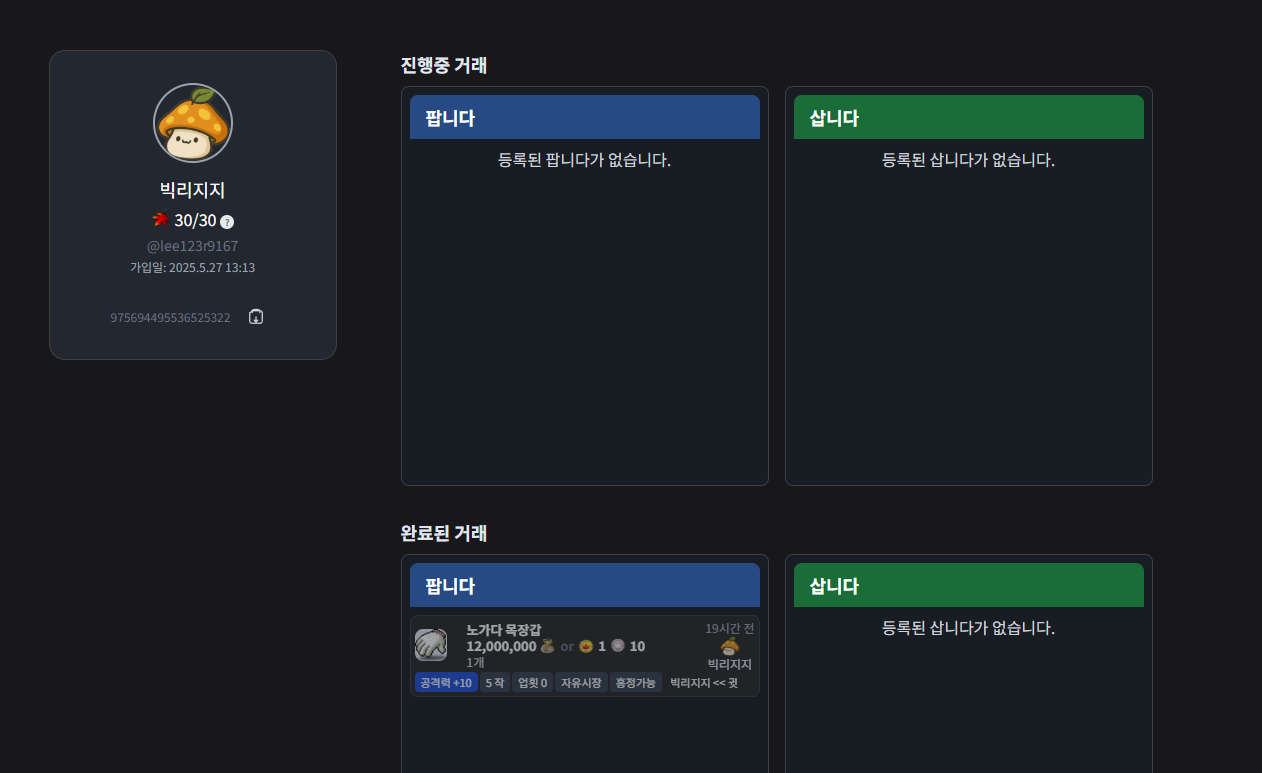 빅리지지
30/30 ?
@lee123r9167
가입일: 2025.5.27 13:13
975694495536525322
진행중 거래
팝니다
등록된 팝니다가 없습니다.
삽니다
등록된 삽니다가 없습니다.
완료된 거래
팝니다
노가다 목장갑
12,000,000 or 1 10
1개
19시간 전
빅리지지
공격력 +10 5 작 업횟 0 자유시장 흥정가능 빅리지지 << 귓
삽니다
등록된 삽니다가 없습니다.